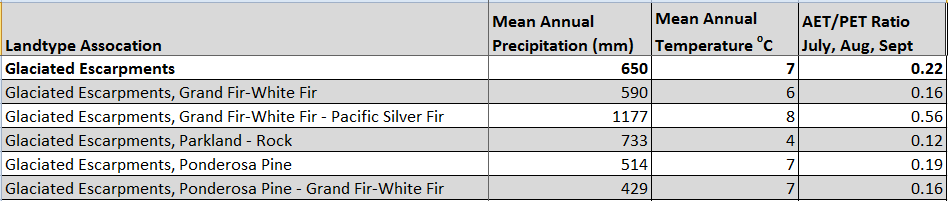 Landtype Assocation Mean Annual Precipitation (mm) Mean Annual Temperature °C AET/PET Ratio July, Aug, Sept
Glaciated Escarpments 650 7 0.22
Glaciated Escarpments, Grand Fir-White Fir 590 6 0.16
Glaciated Escarpments, Grand Fir-White Fir - Pacific Silver Fir 1177 8 0.56
Glaciated Escarpments, Parkland - Rock 733 4 0.12
Glaciated Escarpments, Ponderosa Pine 514 7 0.19
Glaciated Escarpments, Ponderosa Pine - Grand Fir-White Fir 429 7 0.16